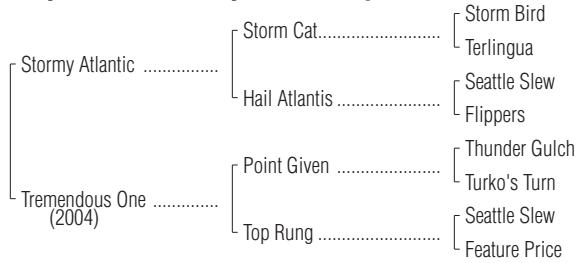 Storm Bird
Storm Cat........................
Terlingua
Stormy Atlantic ...............
Seattle Slew
Hail Atlantis ....................
Flippers
Thunder Gulch
Point Given ....................
Turko's Turn
Tremendous One ..............
(2004)
Seattle Slew
Top Rung ........................
Feature Price